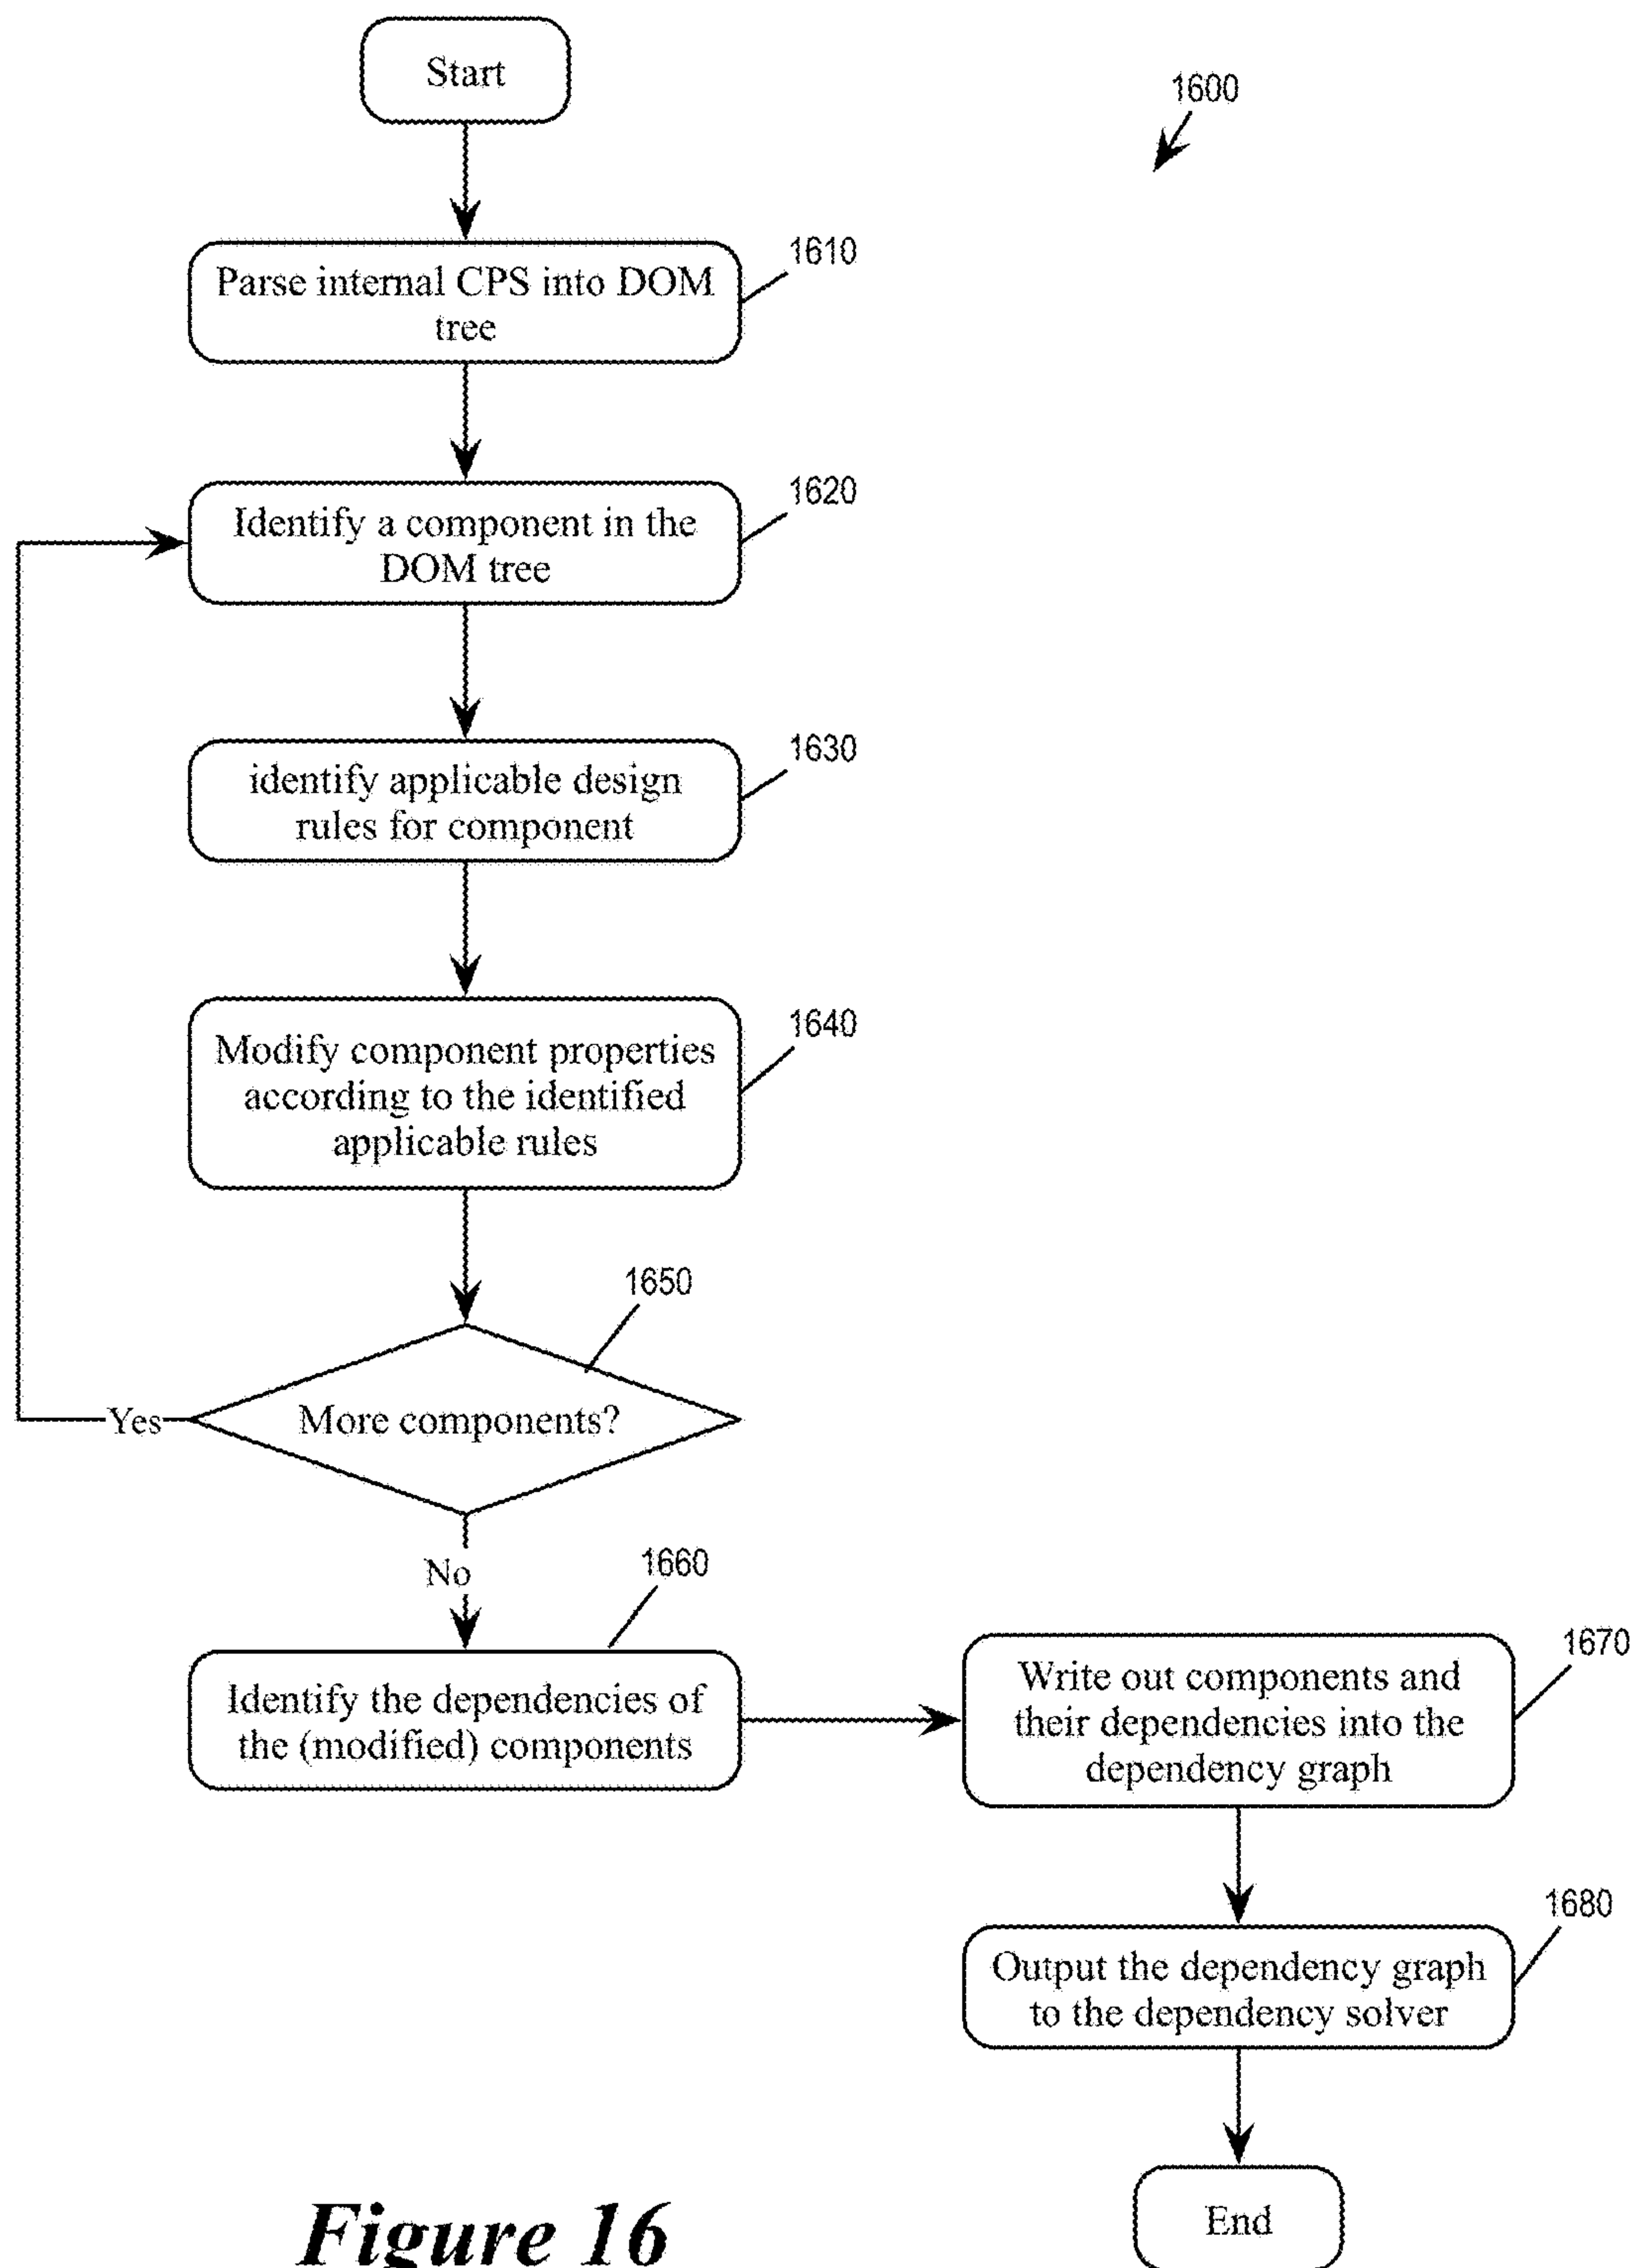 Start
1600
Parse internal CPS into DOM
tree
1610
Identify a component in the
DOM tree
1620
identify applicable design
rules for component
1630
Modify component properties
according to the identified
applicable rules
1640
1650
More components?
Yes
No
1660
Identify the dependencies of
the (modified) components
Write out components and
their dependencies into the
dependency graph
1670
Output the dependency graph
to the dependency solver
1680
End
Figure 16